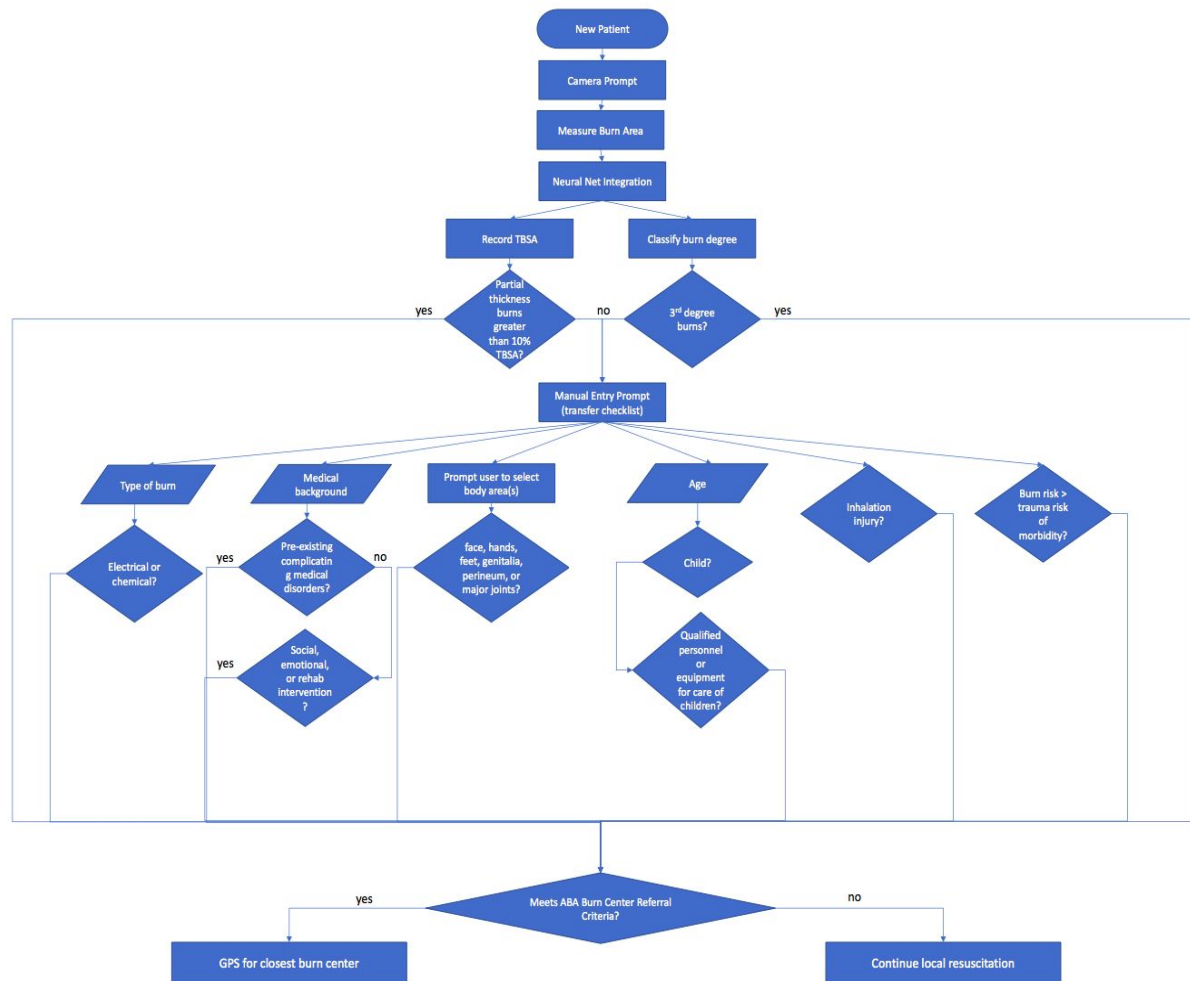 New Patient
Camera Prompt
Measure Burn Area
Neural Net Integration
Record TBSA
Classify burn degree
yes
Partial
thickness
burns
greater
than 10%
TBSA?
no
3rd degree
burns?
yes
Manual Entry Prompt
(transfer checklist)
Type of burn
Medical
background
Prompt user to select
body area(s)
Age
Inhalation
injury?
Burn risk >
trauma risk
of
morbidity?
Electrical or
chemical?
yes
Pre-existing
complicatin
g medical
disorders?
no
face, hands,
feet, genitalia,
perineum, or
major joints?
Child?
yes
Social,
emotional,
or rehab
intervention
?
Qualified
personnel
or
equipment
for care of
children?
yes
Meets ABA Burn Center Referral
Criteria?
no
GPS for closest burn center
Continue local resuscitation